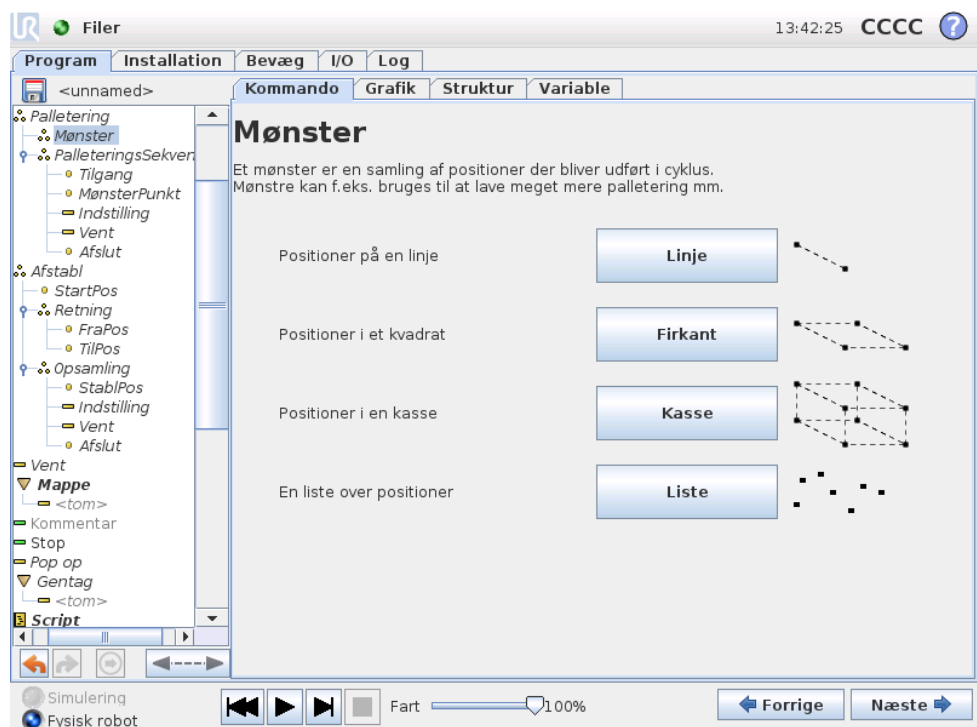 UR Filer 13:42:25 CCCC ?
Program Installation Bevæg I/O Log
<unnamed>
Kommando Grafik Struktur Variable
Palletering
Mønster
PalleteringsSekven
Tilgang
MønsterPunkt
Indstilling
Vent
Afslut
Afstabl
StartPos
Retning
FraPos
TilPos
Opsamling
StablPos
Indstilling
Vent
Afslut
Vent
Mappe
<tom>
Kommentar
Stop
Pop op
Gentag
<tom>
Script
Mønster
Et mønster er en samling af positioner der bliver udført i cyklus.
Mønstre kan f.eks. bruges til at lave meget mere palletering mm.
Positioner på en linje Linje
Positioner i et kvadrat Firkant
Positioner i en kasse Kasse
En liste over positioner Liste
Simulering
Fysisk robot
Fart 100%
Forrige Næste